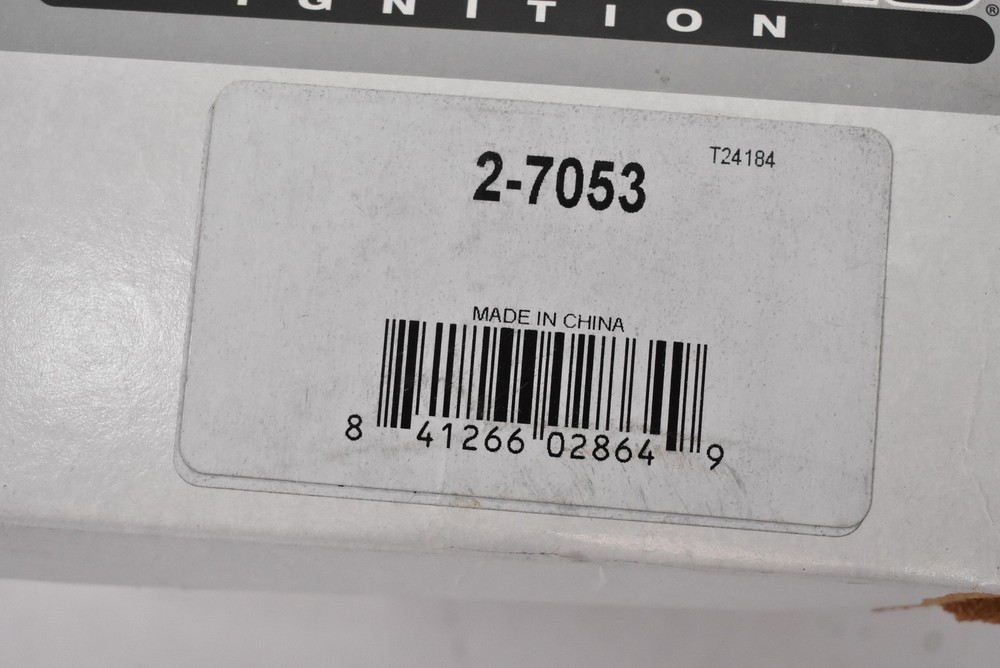 IGNITION
®
T24184
2-7053
MADE IN CHINA
8 41266 02864 9